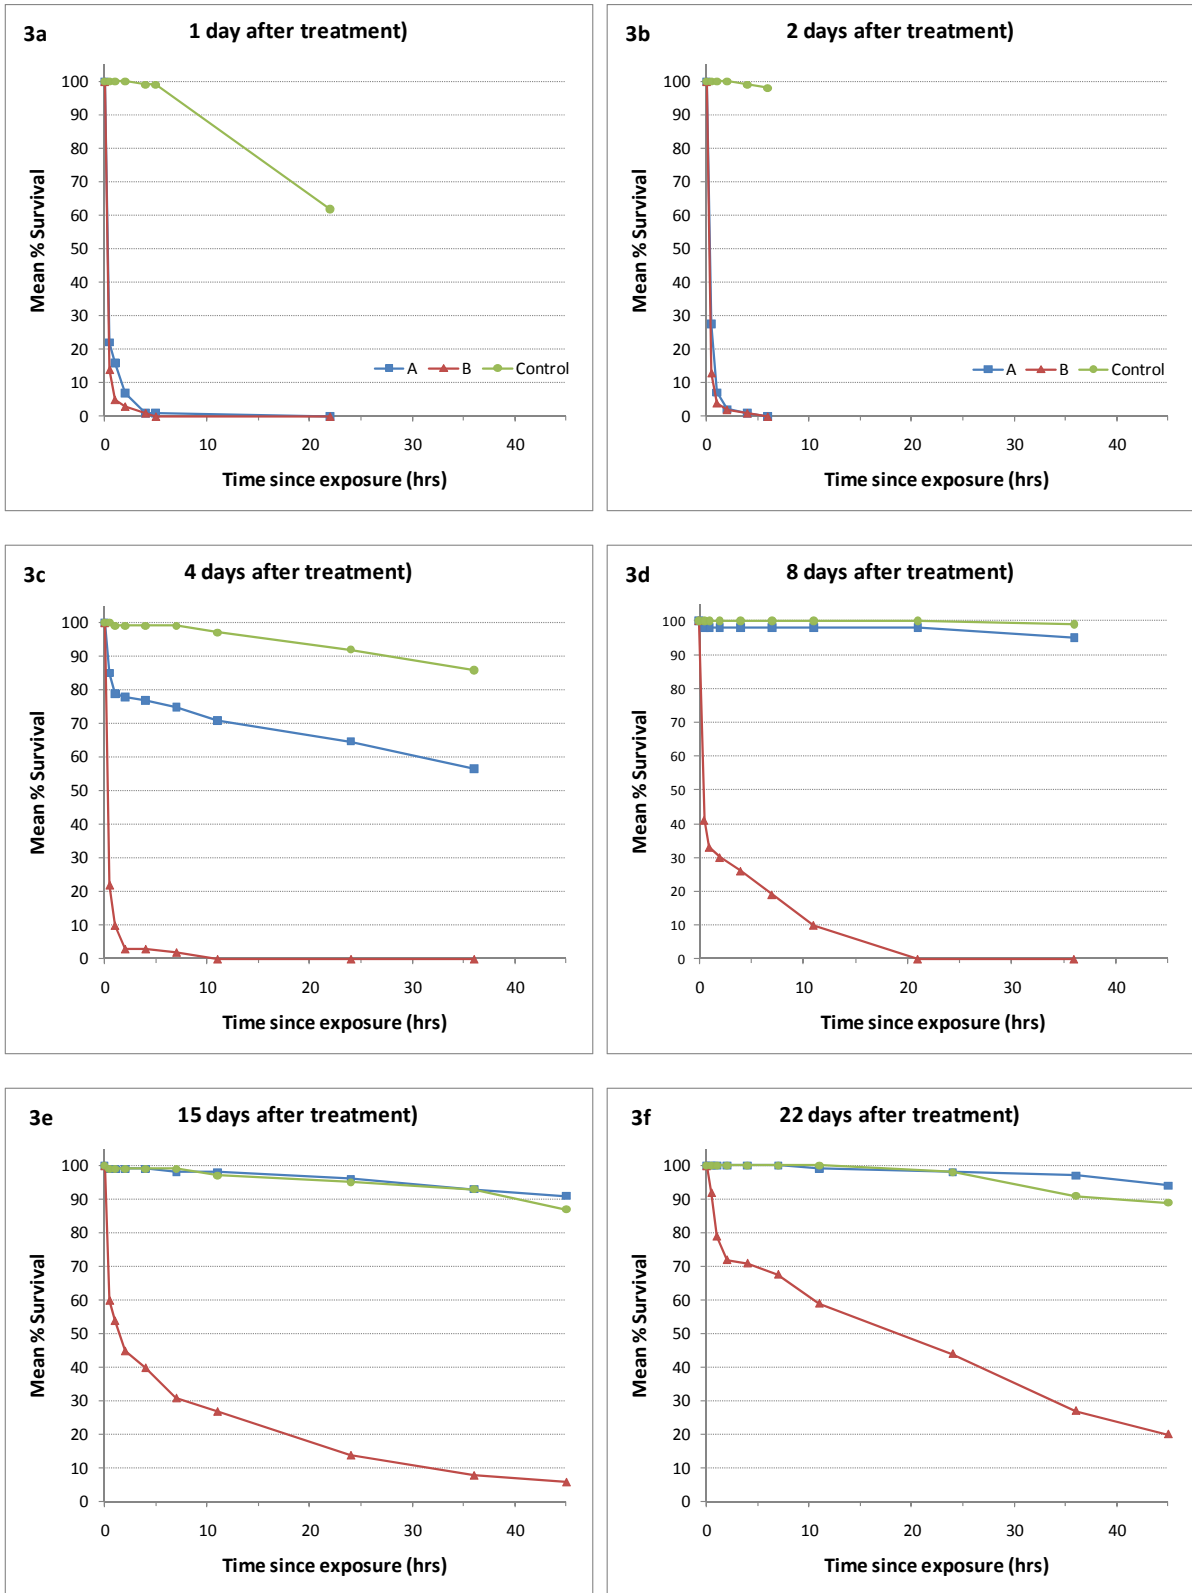 3a
1 day after treatment)
Mean % Survival
100
90
80
70
60
50
40
30
20
10
0
A B Control
0 10 20 30 40
Time since exposure (hrs)
3b
2 days after treatment)
Mean % Survival
100
90
80
70
60
50
40
30
20
10
0
A B Control
0 10 20 30 40
Time since exposure (hrs)
3c
4 days after treatment)
Mean % Survival
100
90
80
70
60
50
40
30
20
10
0
0 10 20 30 40
Time since exposure (hrs)
3d
8 days after treatment)
Mean % Survival
100
90
80
70
60
50
40
30
20
10
0
0 10 20 30 40
Time since exposure (hrs)
3e
15 days after treatment)
Mean % Survival
100
90
80
70
60
50
40
30
20
10
0
0 10 20 30 40
Time since exposure (hrs)
3f
22 days after treatment)
Mean % Survival
100
90
80
70
60
50
40
30
20
10
0
0 10 20 30 40
Time since exposure (hrs)